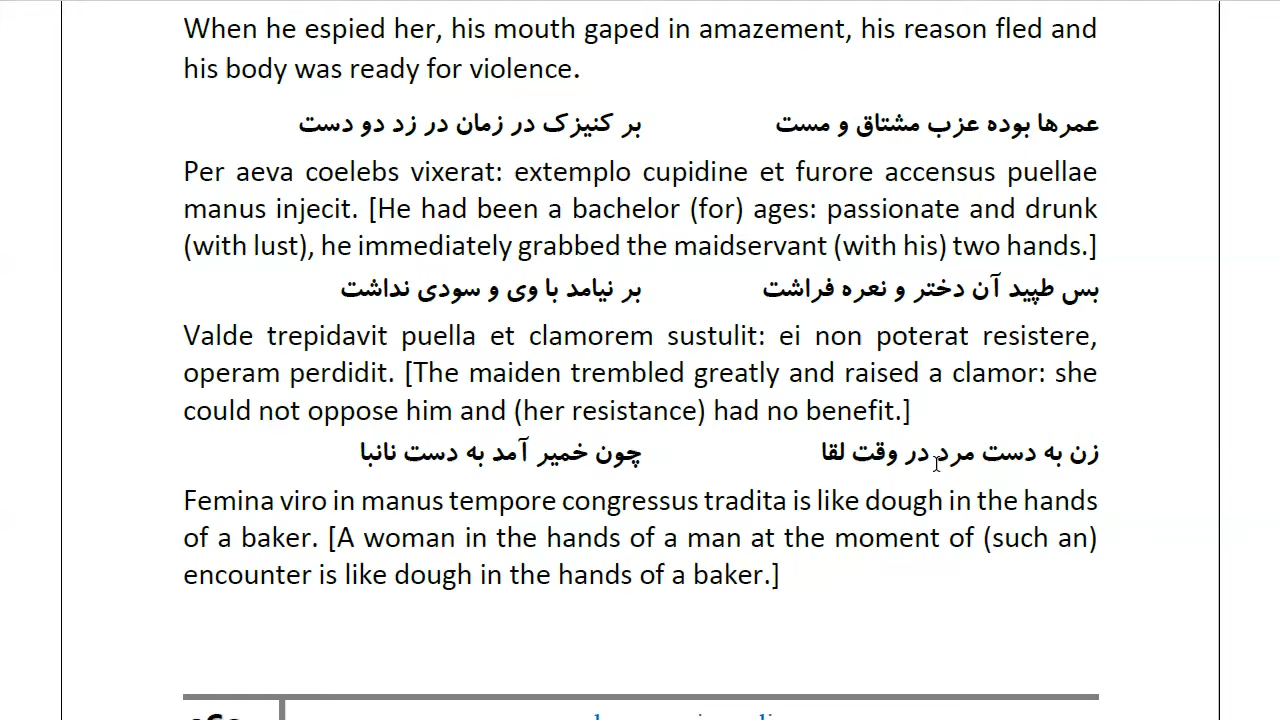 When he espied her, his mouth gaped in amazement, his reason fled and
his body was ready for violence.
عمرها بوده عزب مشتاق و مست بر کنیزک در زمان در زد دو دست
Per aeva coelebs vixerat: extemplo cupidine et furore accensus puellae
manus injecit. [He had been a bachelor (for) ages: passionate and drunk
(with lust), he immediately grabbed the maidservant (with his) two hands.]
بس طپید آن دختر و نعره فراشت بر نیامد با وی و سودی نداشت
Valde trepidavit puella et clamorem sustulit: ei non poterat resistere,
operam perdidit. [The maiden trembled greatly and raised a clamor: she
could not oppose him and (her resistance) had no benefit.]
زن به دست مرد در وقت لقا چون خمیر آمد به دست نانبا
Femina viro in manus tempore congressus tradita is like dough in the hands
of a baker. [A woman in the hands of a man at the moment of (such an)
encounter is like dough in the hands of a baker.]